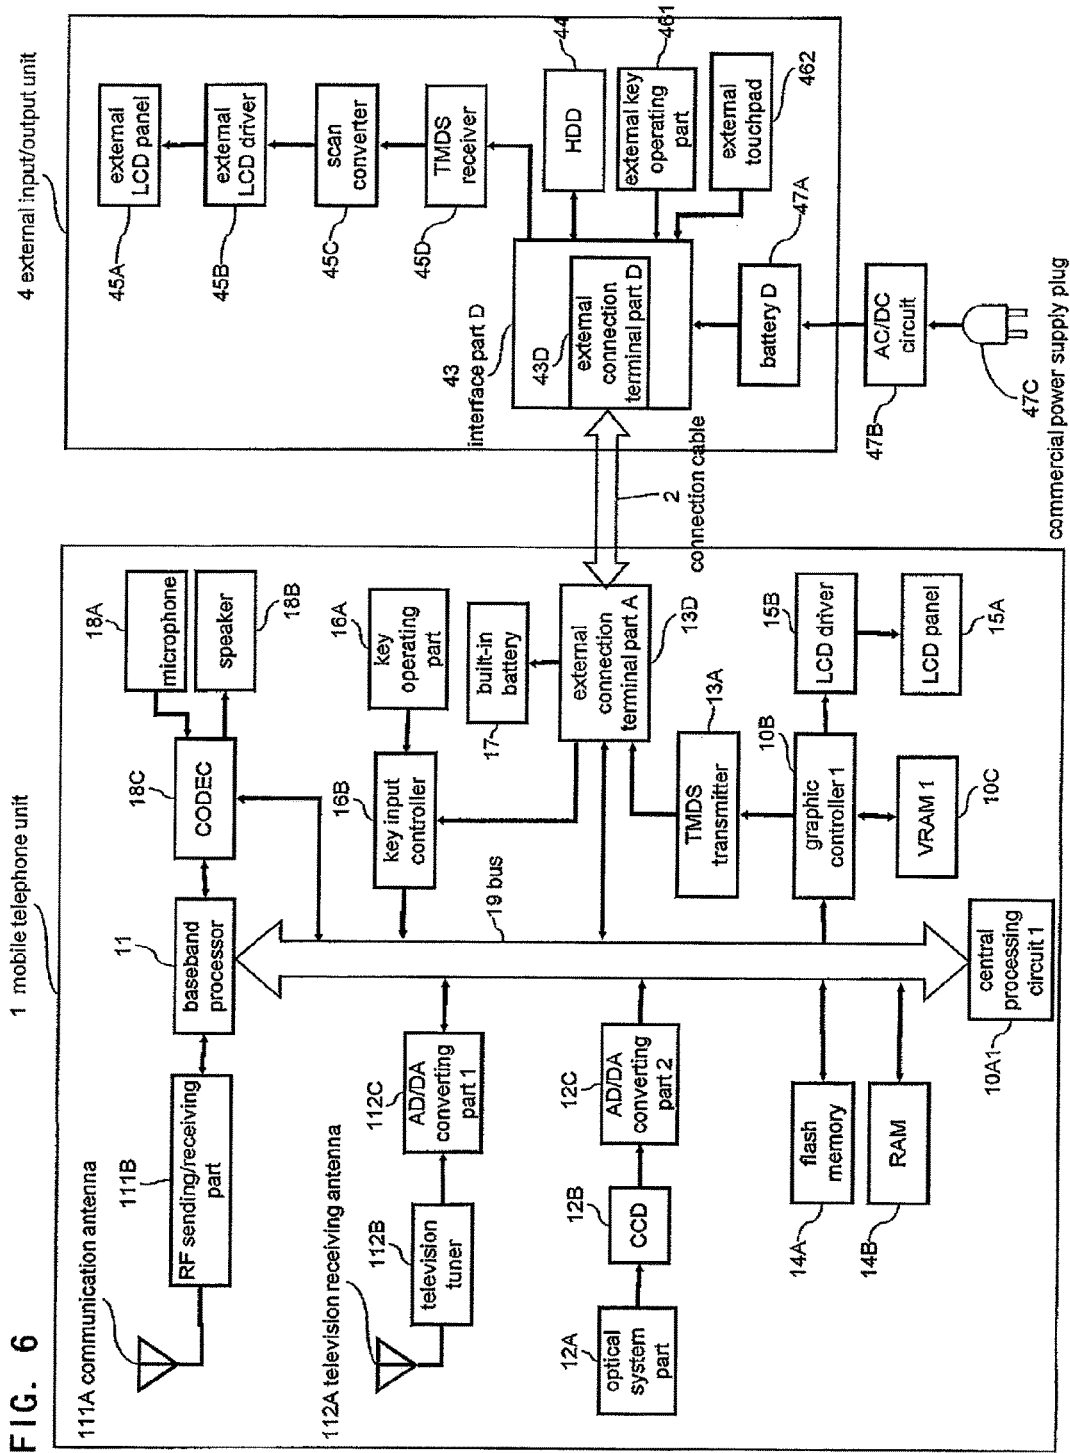 FIG. 6
1 mobile telephone unit
111A communication antenna
111B
RF sending/receiving
part
11
baseband
processor
18C
CODEC
18A
microphone
speaker
18B
112A television receiving antenna
112B
television
tuner
112C
AD/DA
converting
part 1
16B
key input
controller
16A
key
operating
part
17
built-in
battery
19 bus
12A
optical
system
part
12B
CCD
12C
AD/DA
converting
part 2
external
connection
terminal part A
13D
TMDS
transmitter
13A
14A
flash
memory
14B
RAM
10B
graphic
controller 1
VRAM 1
10C
15B
LCD driver
LCD panel
15A
10A1
central
processing
circuit 1
2
connection cable
4 external input/output unit
45A
external
LCD panel
45B
external
LCD driver
45C
scan
converter
45D
TMDS
receiver
43
interface part D
43D
external
connection
terminal part D
HDD
44
external key
operating
part
461
external
touchpad
462
battery D
47A
47B
AC/DC
circuit
47C
commercial power supply plug